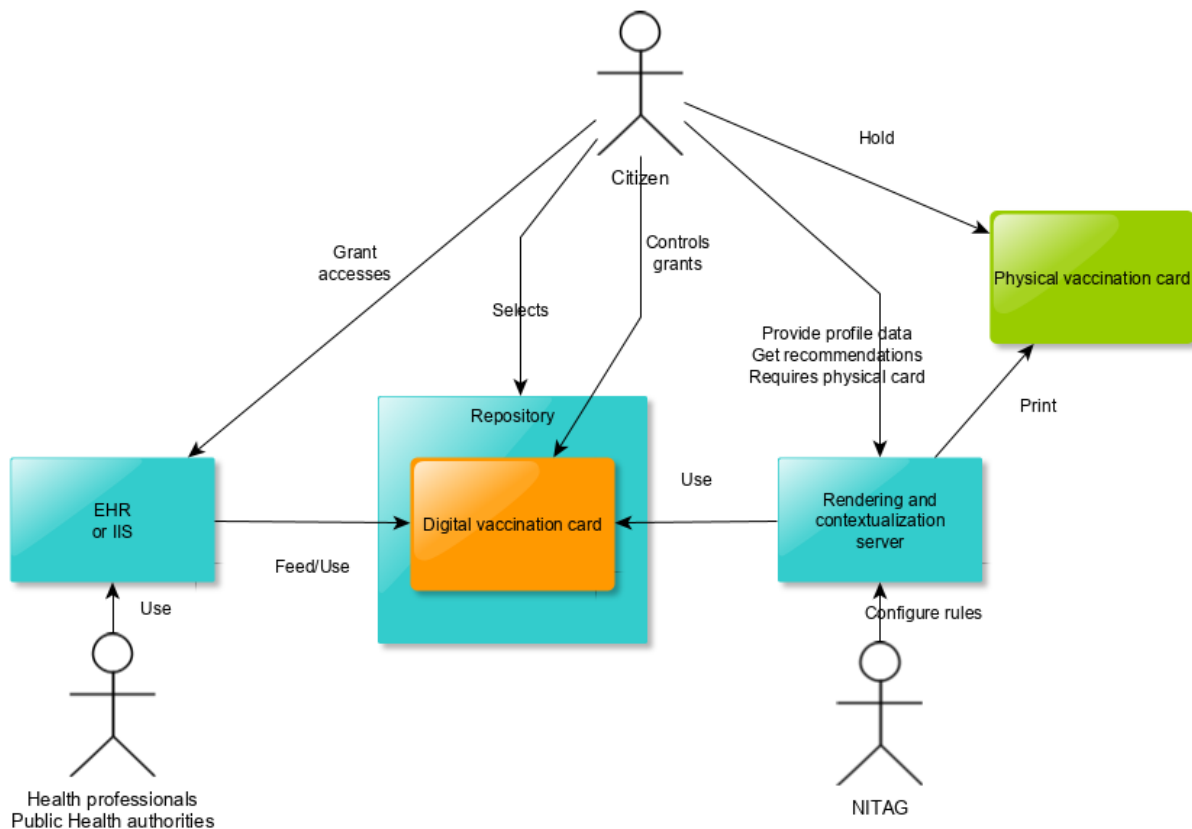 Citizen
Hold
Grant
accesses
Controls
grants
Selects
Physical vaccination card
Provide profile data
Get recommendations
Requires physical card
Print
Repository
EHR
or IIS
Digital vaccination card
Use
Rendering and
contextualization
server
Feed/Use
Use
Configure rules
Health professionals
Public Health authorities
NITAG